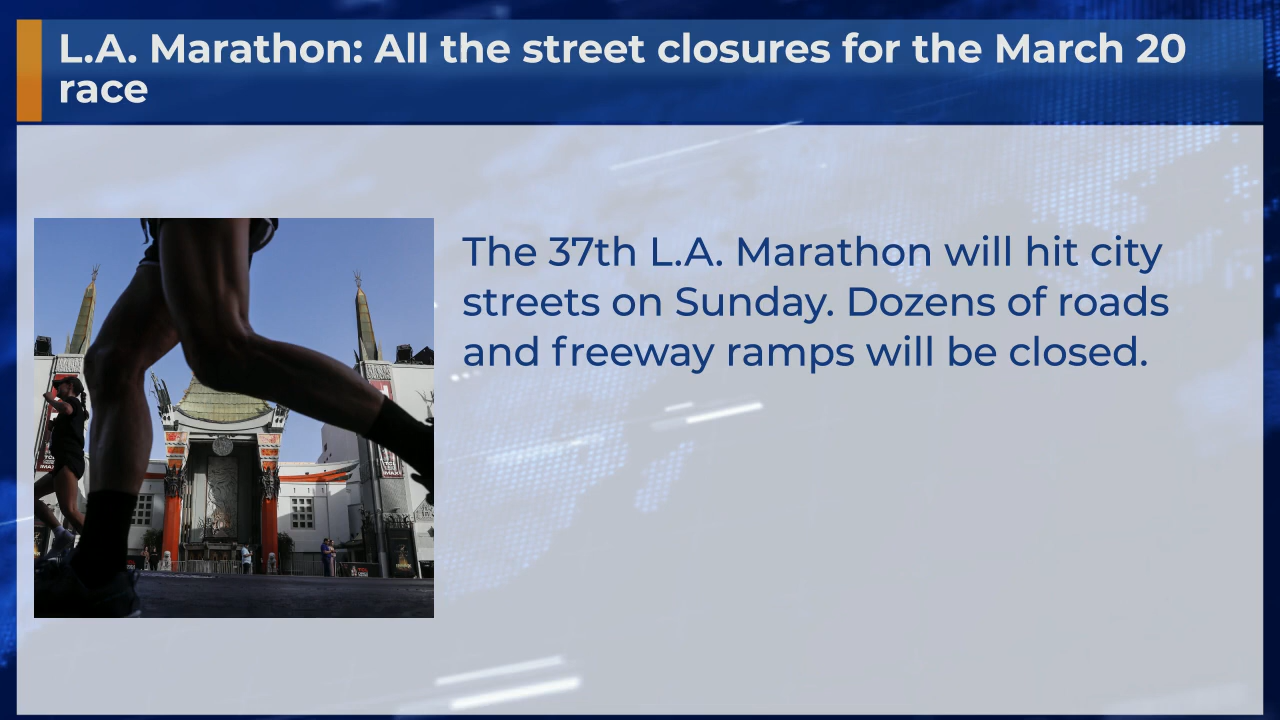 L.A. Marathon: All the street closures for the March 20
race
The 37th L.A. Marathon will hit city
streets on Sunday. Dozens of roads
and freeway ramps will be closed.